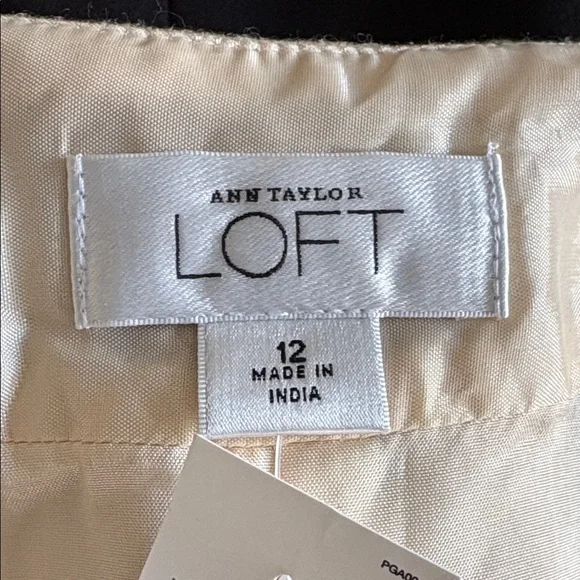 ANN TAYLOR
LOFT
12
MADE IN
INDIA